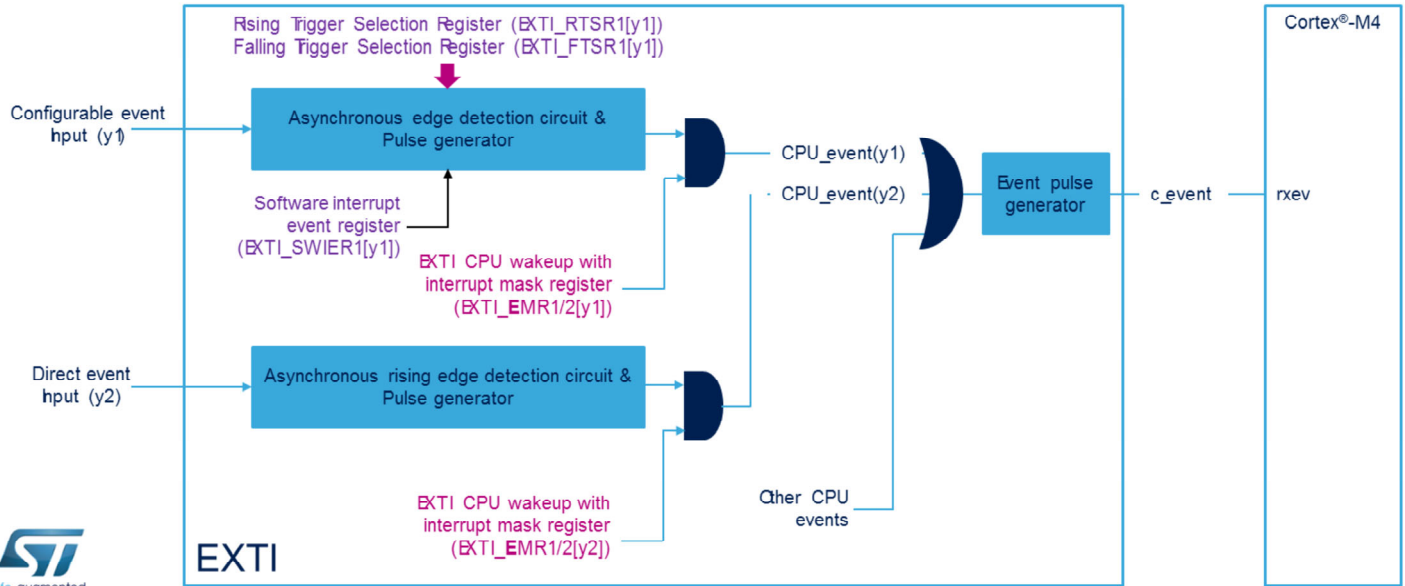 Rising Trigger Selection Register (EXTI_RTSR1[y1])
Falling Trigger Selection Register (EXTI_FTSR1[y1])
Cortex®-M4
Configurable event
Input (y1)
Asynchronous edge detection circuit &
Pulse generator
CPU_event(y1)
CPU_event(y2)
Event pulse
generator
c_event
rxev
Software interrupt
event register
(EXTI_SWIER1[y1])
EXTI CPU wakeup with
interrupt mask register
(EXTI_EMR1/2[y1])
Direct event
Input (y2)
Asynchronous rising edge detection circuit &
Pulse generator
Other CPU
events
EXTI CPU wakeup with
interrupt mask register
(EXTI_EMR1/2[y2])
EXTI
ST